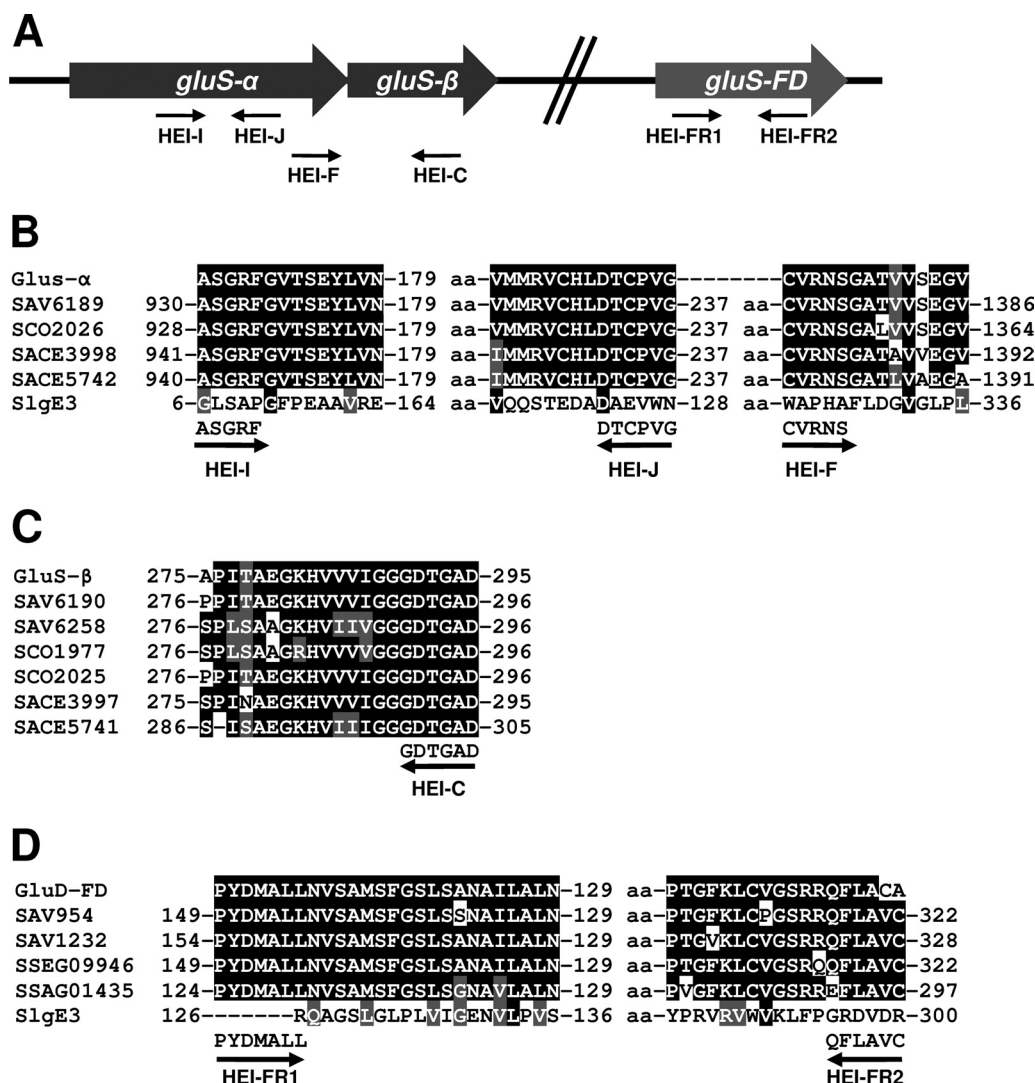 A
gluS-α gluS-β gluS-FD
HEI-I HEI-J HEI-FR1 HEI-FR2
HEI-F HEI-C
B
Glus-α ASGRFGVTSEYLVN-179 aa-VMMRVCHLDTCPVG--------CVRNSGATVVSEGV
SAV6189 930-ASGRFGVTSEYLVN-179 aa-VMMRVCHLDTCPVG-237 aa-CVRNSGATVVSEGV-1386
SCO2026 928-ASGRFGVTSEYLVN-179 aa-VMMRVCHLDTCPVG-237 aa-CVRNSGALVVSEGV-1364
SACE3998 941-ASGRFGVTSEYLVN-179 aa-IMMRVCHLDTCPVG-237 aa-CVRNSGATAVVEGV-1392
SACE5742 940-ASGRFGVTSEYLVN-179 aa-IMMRVCHLDTCPVG-237 aa-CVRNSGATLVAEGA-1391
SlgE3 6-GLSAPGFPEAAVRE-164 aa-VQQSTEDADAEVWN-128 aa-WAPHAFLDGVGLPL-336
ASGRF DTCPVG CVRNS
HEI-I HEI-J HEI-F
C
GluS-β 275-APITAEGKHVVVIGGGDTGAD-295
SAV6190 276-PPITAEGKHVVVIGGGDTGAD-296
SAV6258 276-SPLSAAGKHVIIVGGGDTGAD-296
SCO1977 276-SPLSAAGRHVVVVGGGDTGAD-296
SCO2025 276-PPITAEGKHVVVIGGGDTGAD-296
SACE3997 275-SPINAEGKHVVVIGGGDTGAD-295
SACE5741 286-S-ISAEGKHVIIIGGGDTGAD-305
GDTGAD
HEI-C
D
GluD-FD PYDMALLNVSAMSFGSLSANAILALN-129 aa-PTGFKLCVGSRRQFLACA
SAV954 149-PYDMALLNVSAMSFGSLSSNAILALN-129 aa-PTGFKLCPGSRRQFLAVC-322
SAV1232 154-PYDMALLNVSAMSFGSLSANAILALN-129 aa-PTGVKLCVGSRRQFLAVC-328
SSEG09946 149-PYDMALLNVSAMSFGSLSANAILALN-129 aa-PTGFKLCVGSRQQFLAVC-322
SSAG01435 124-PYDMALLNVSAMSFGSLSGNAVLALN-129 aa-PVGFKLCVGSRREFLAVC-297
SlgE3 126------–-RQAGSLGLPLVIGENVLPVS-136 aa-YPRVRVWVKLFPGRDVDR-300
PYDMALL QFLAVC
HEI-FR1 HEI-FR2